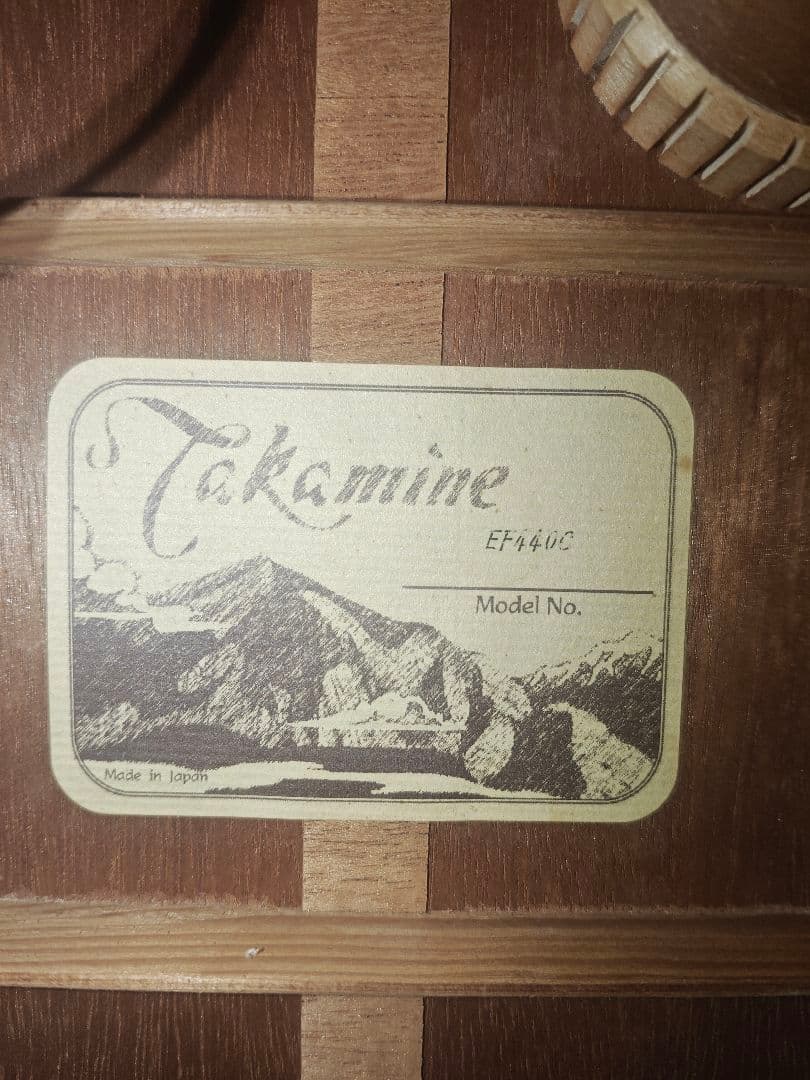 Takamine
EF440C
Model No.
Made in Japan